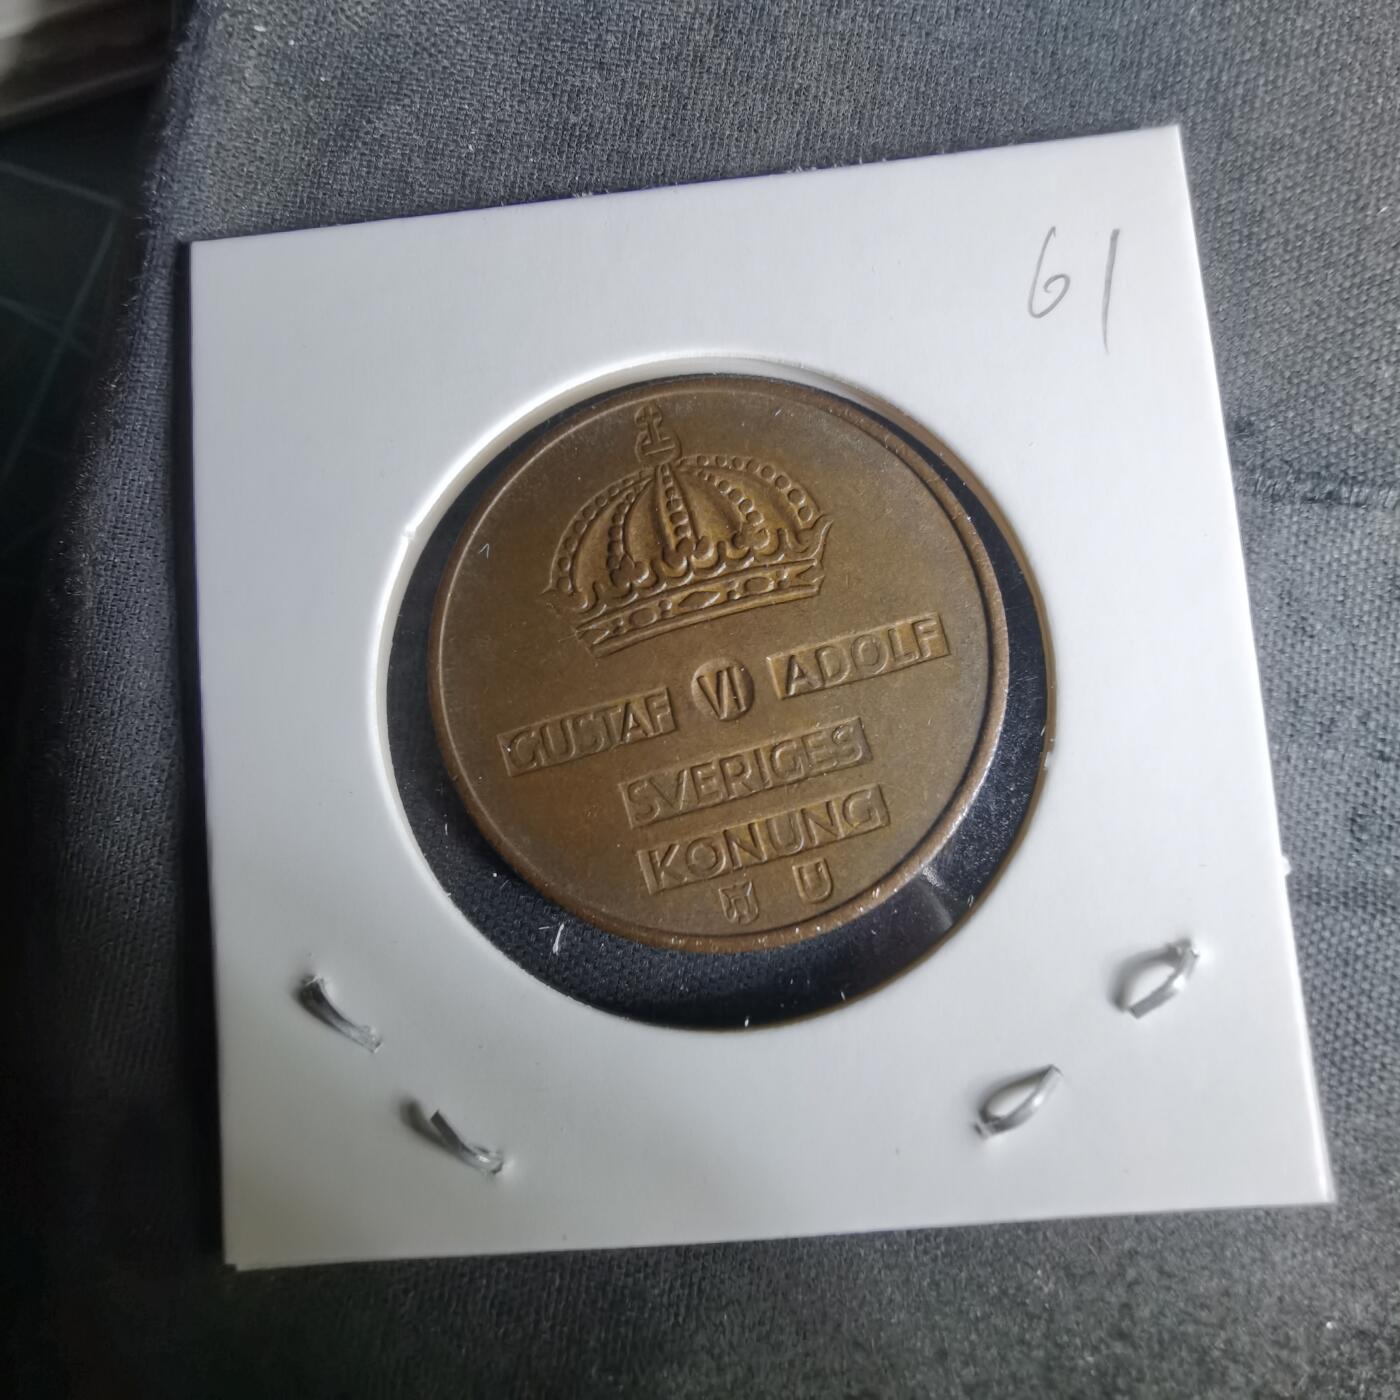 61
GUSTAF VI ADOLF
SVERIGES
KONUNG
U